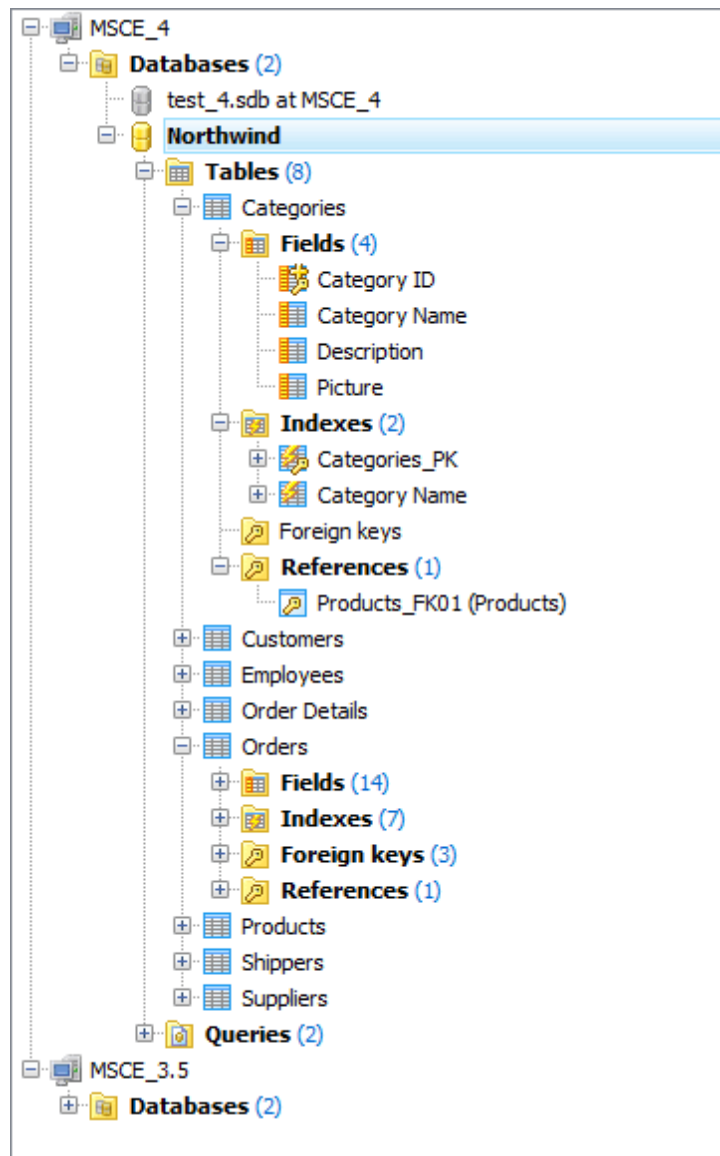 MSCE_4
Databases (2)
test_4.sdb at MSCE_4
Northwind
Tables (8)
Categories
Fields (4)
Category ID
Category Name
Description
Picture
Indexes (2)
Categories_PK
Category Name
Foreign keys
References (1)
Products_FK01 (Products)
Customers
Employees
Order Details
Orders
Fields (14)
Indexes (7)
Foreign keys (3)
References (1)
Products
Shippers
Suppliers
Queries (2)
MSCE_3.5
Databases (2)